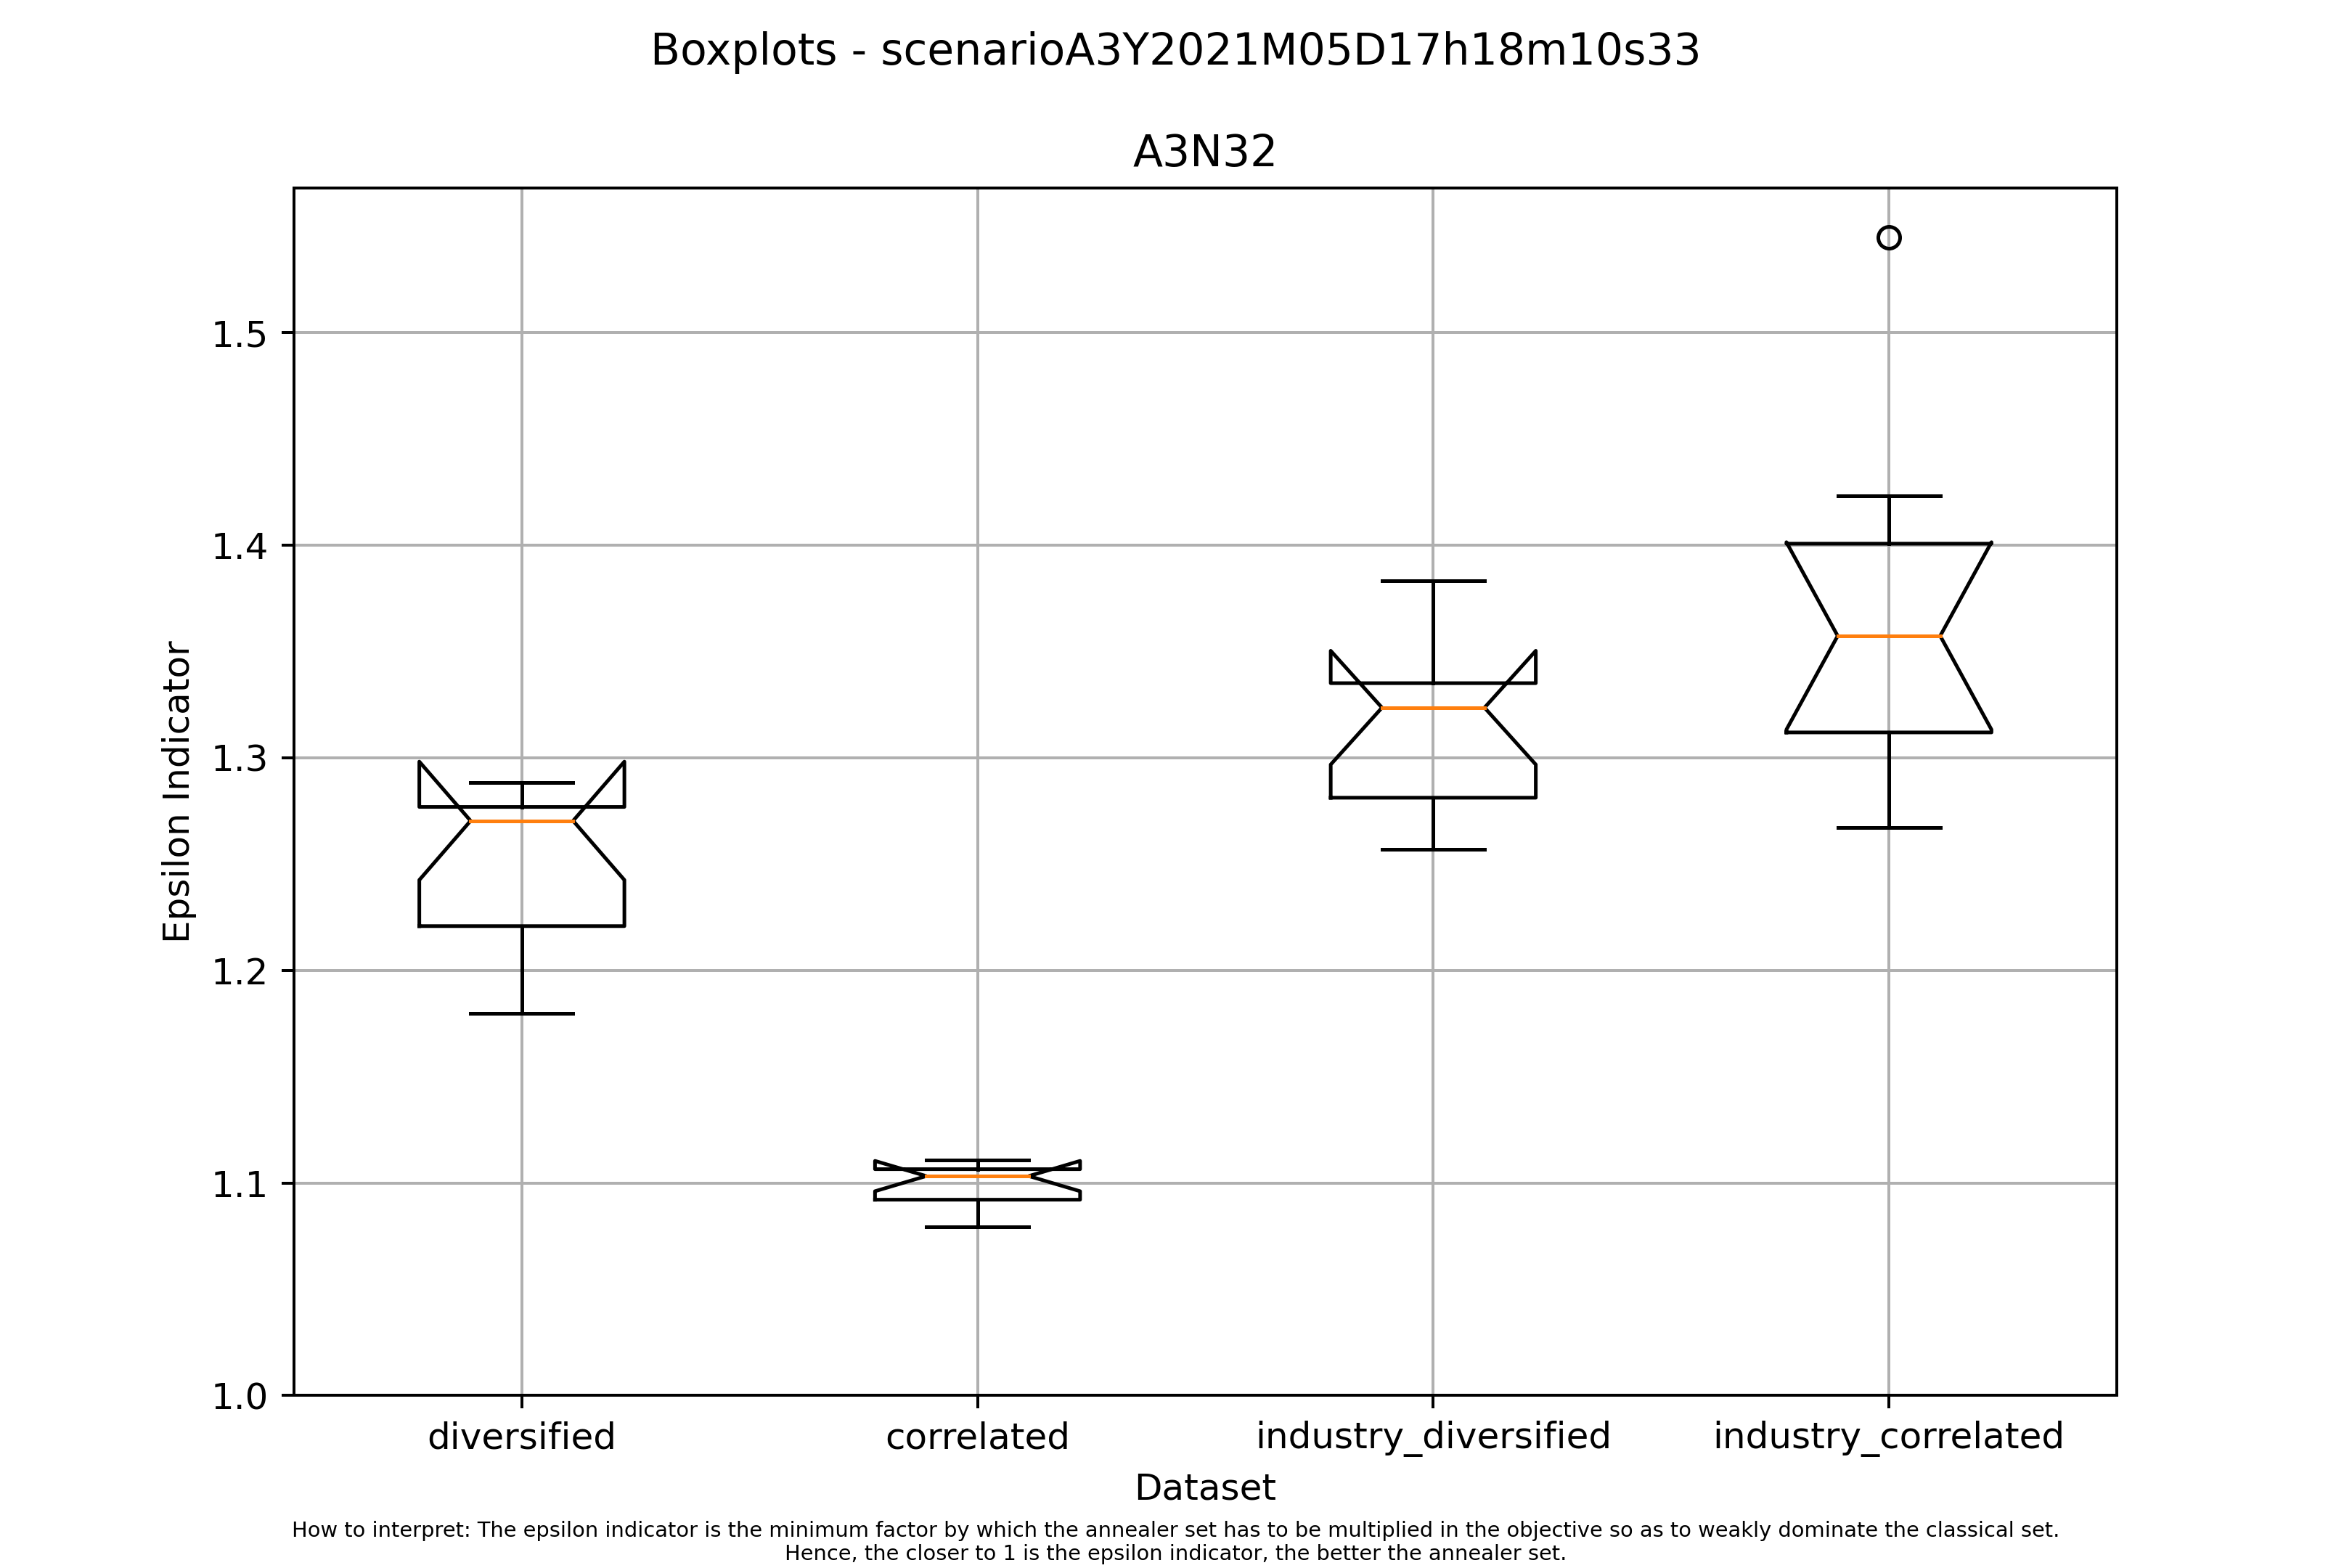 Boxplots - scenarioA3Y2021M05D17h18m10s33
A3N32
Epsilon Indicator
1.5
1.4
1.3
1.2
1.1
1.0
diversified correlated industry_diversified industry_correlated
Dataset
How to interpret: The epsilon indicator is the minimum factor by which the annealer set has to be multiplied in the objective so as to weakly dominate the classical set.
Hence, the closer to 1 is the epsilon indicator, the better the annealer set.